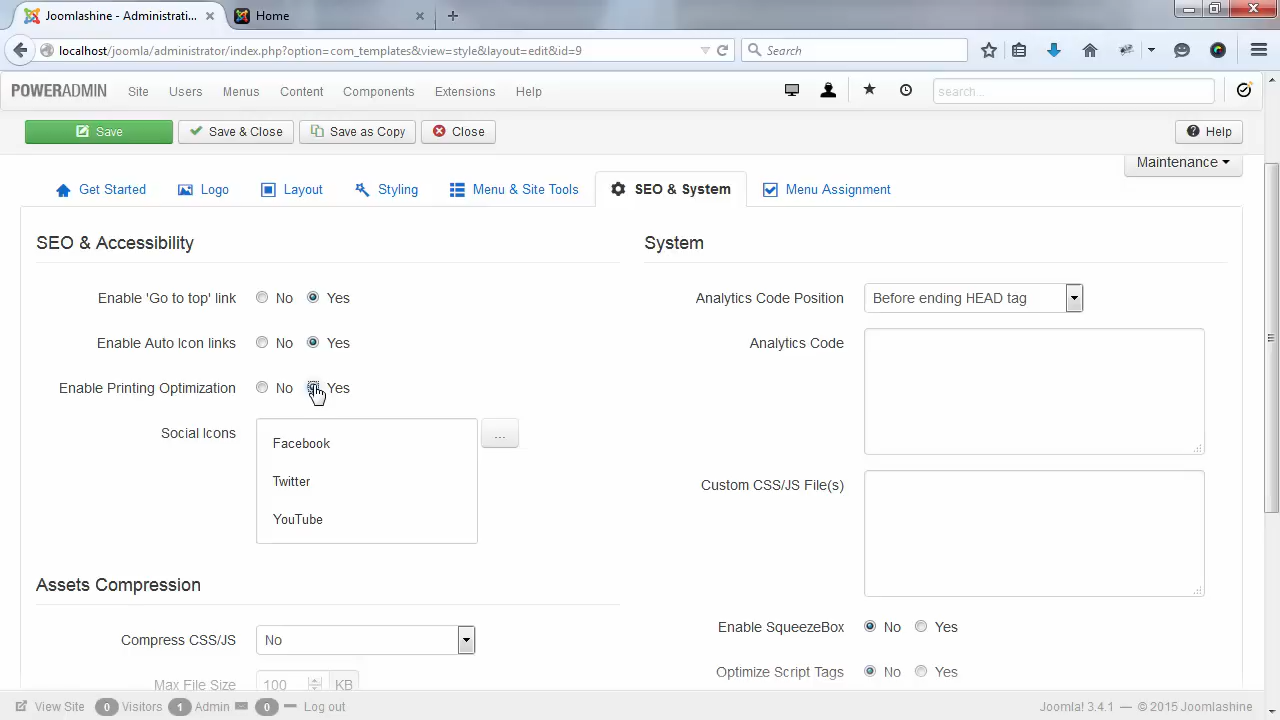 Joomlashine - Administrati...
Home
localhost/joomla/administrator/index.php?option=com_templates&view=style&layout=edit&id=9
Search
POWERADMIN
Site
Users
Menus
Content
Components
Extensions
Help
search...
Save
Save & Close
Save as Copy
Close
Help
Maintenance
Get Started
Logo
Layout
Styling
Menu & Site Tools
SEO & System
Menu Assignment
SEO & Accessibility
Enable 'Go to top' link
No
Yes
Enable Auto Icon links
No
Yes
Enable Printing Optimization
No
Yes
Social Icons
Facebook
Twitter
YouTube
...
Assets Compression
Compress CSS/JS
No
Max File Size
100
KB
System
Analytics Code Position
Before ending HEAD tag
Analytics Code
Custom CSS/JS File(s)
Enable SqueezeBox
No
Yes
Optimize Script Tags
No
Yes
View Site
0
Visitors
1
Admin
0
Log out
Joomla! 3.4.1 — © 2015 Joomlashine